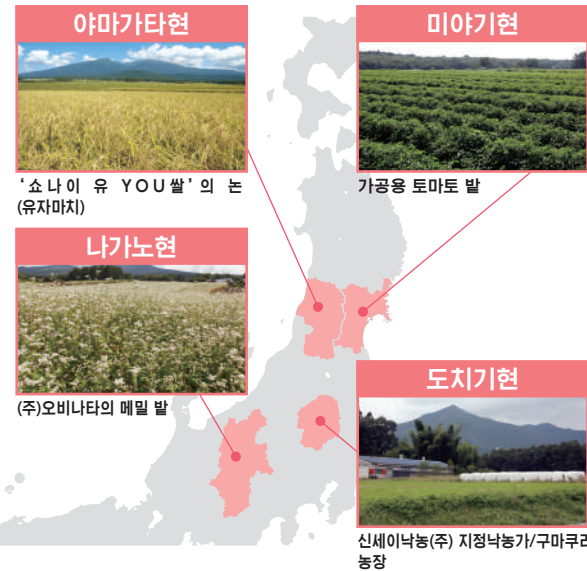 야마가타현
'쇼나이 유 YOU쌀'의 논
(유자마치)
미야기현
가공용 토마토 밭
나가노현
(주)오비나타의 메밀 밭
도치기현
신세이낙농(주) 지정낙농가/구마쿠라
농장